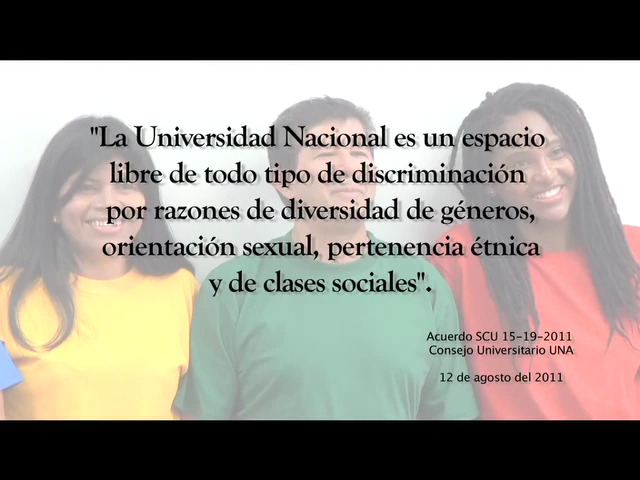 "La Universidad Nacional es un espacio
libre de todo tipo de discriminación
por razones de diversidad de géneros,
orientación sexual, pertenencia étnica
y de clases sociales".
Acuerdo SCU 15-19-2011
Consejo Universitario UNA
12 de agosto del 2011